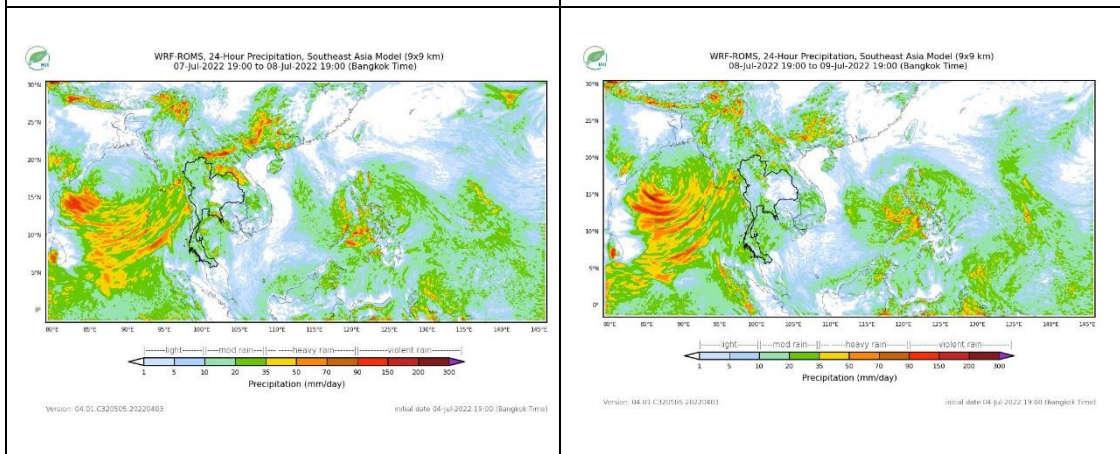 WRF-ROMS, 24-Hour Precipitation, Southeast Asia Model (9x9 km)
07-Jul-2022 19:00 to 08-Jul-2022 19:00 (Bangkok Time)
30°N
25°N
20°N
15°N
10°N
5°N
0°
80°E 85°E 90°E 95°E 100°E 105°E 110°E 115°E 120°E 125°E 130°E 135°E 140°E 145°E
|--------light-------||----mod rain---||--- -----heavy rain--------||-----------violent rain----------|
1 5 10 20 35 50 70 90 150 200 300
Precipitation (mm/day)
Version: 04.01.C320505.20220403 initial date 04-Jul-2022 19:00 (Bangkok Time)
WRF-ROMS, 24-Hour Precipitation, Southeast Asia Model (9x9 km)
08-Jul-2022 19:00 to 09-Jul-2022 19:00 (Bangkok Time)
30°N
25°N
20°N
15°N
10°N
5°N
0°
80°E 85°E 90°E 95°E 100°E 105°E 110°E 115°E 120°E 125°E 130°E 135°E 140°E 145°E
|--------light-------||----mod rain---||--- -----heavy rain--------||-----------violent rain----------|
1 5 10 20 35 50 70 90 150 200 300
Precipitation (mm/day)
Version: 04.01.C320505.20220403 initial date 04-Jul-2022 19:00 (Bangkok Time)